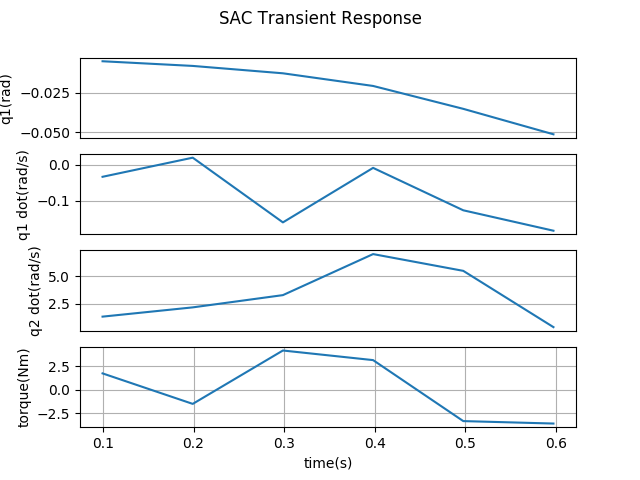 SAC Transient Response
q1(rad)
−0.025
−0.050
q1 dot(rad/s)
0.0
−0.1
q2 dot(rad/s)
5.0
2.5
torque(Nm)
2.5
0.0
−2.5
0.1 0.2 0.3 0.4 0.5 0.6
time(s)